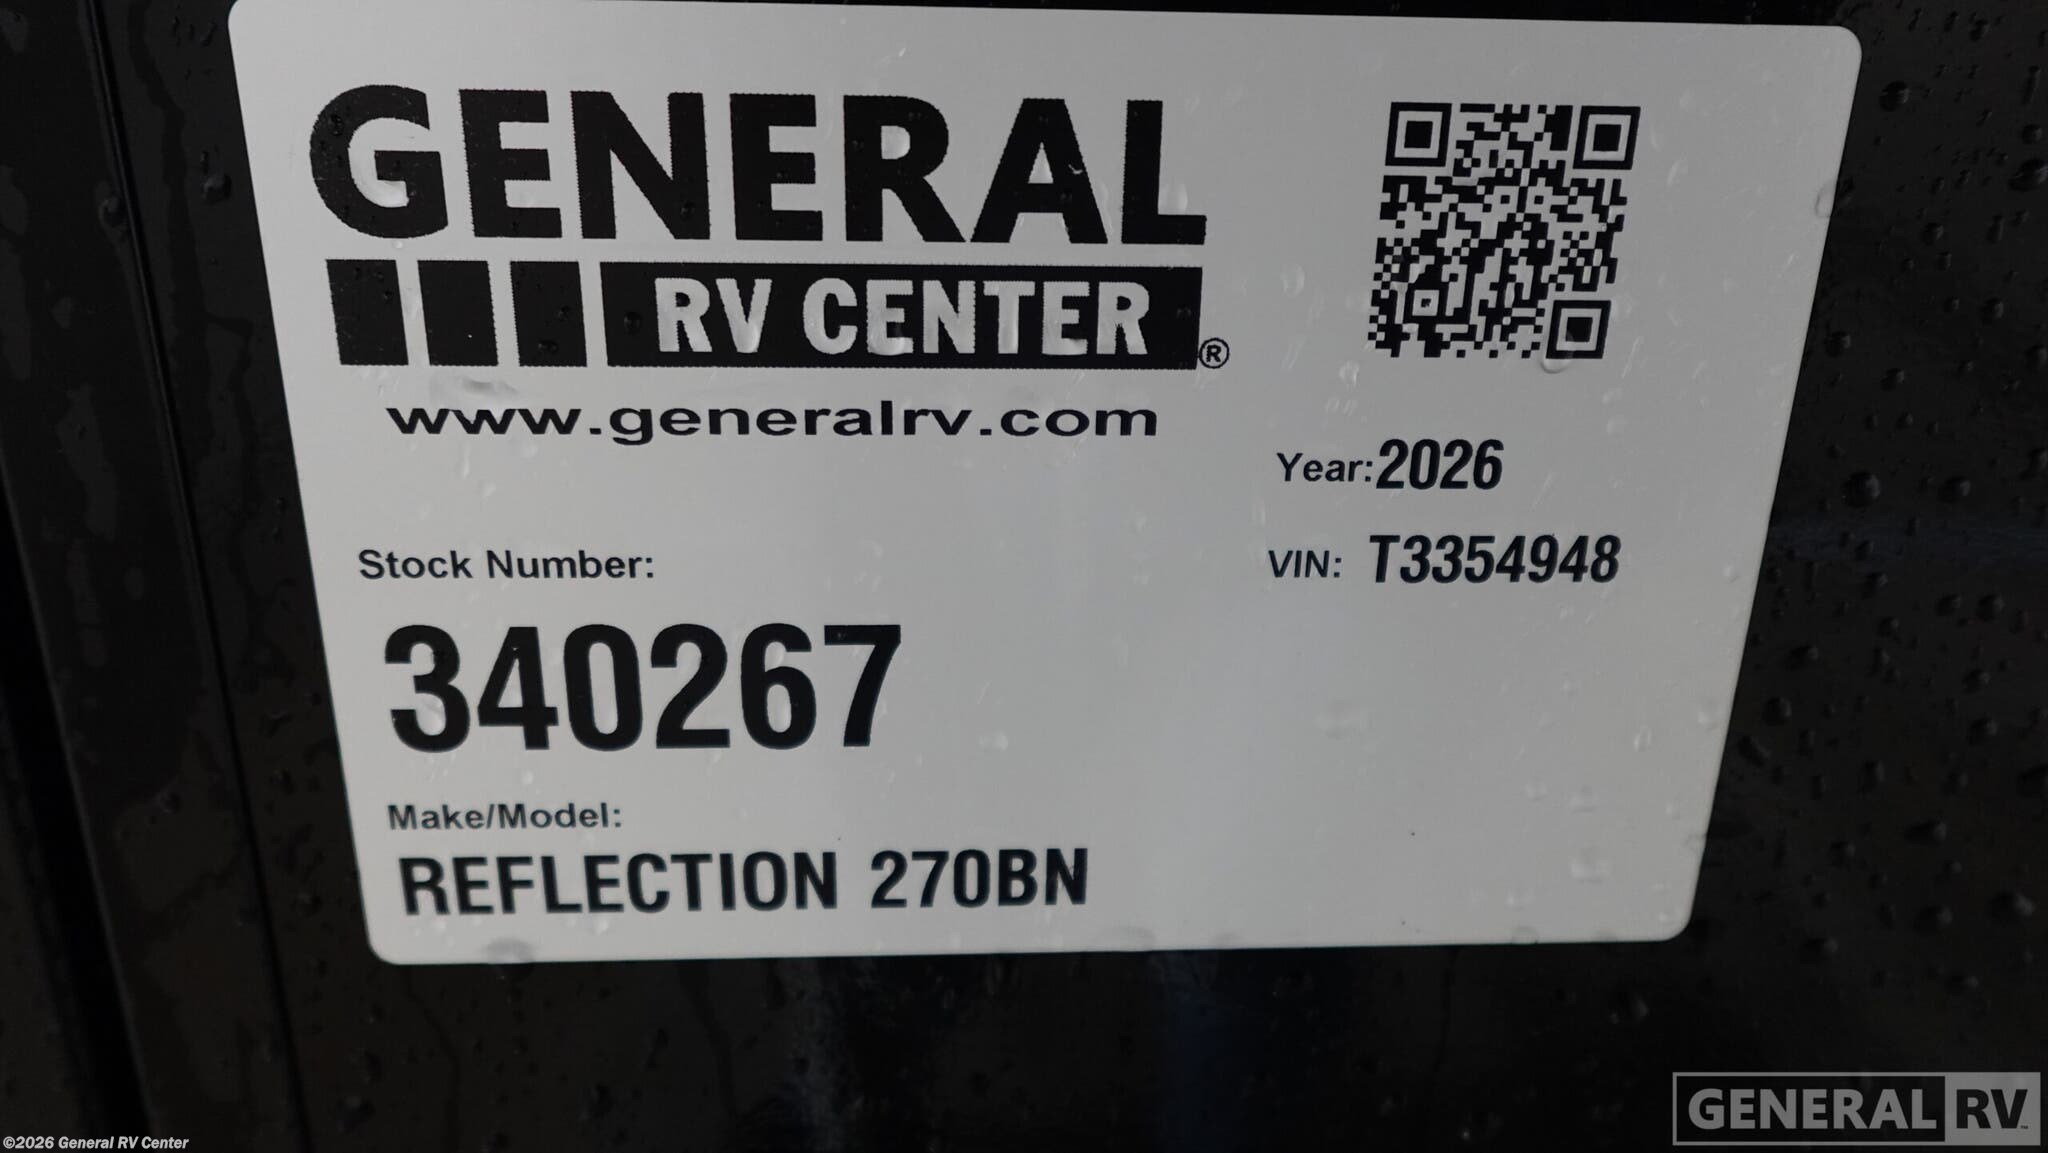 GENERAL
RV CENTER®
www.generalrv.com
Year:2026
VIN: T3354948
Stock Number:
340267
Make/Model:
REFLECTION 270BN
©2026 General RV Center
GENERAL RV™